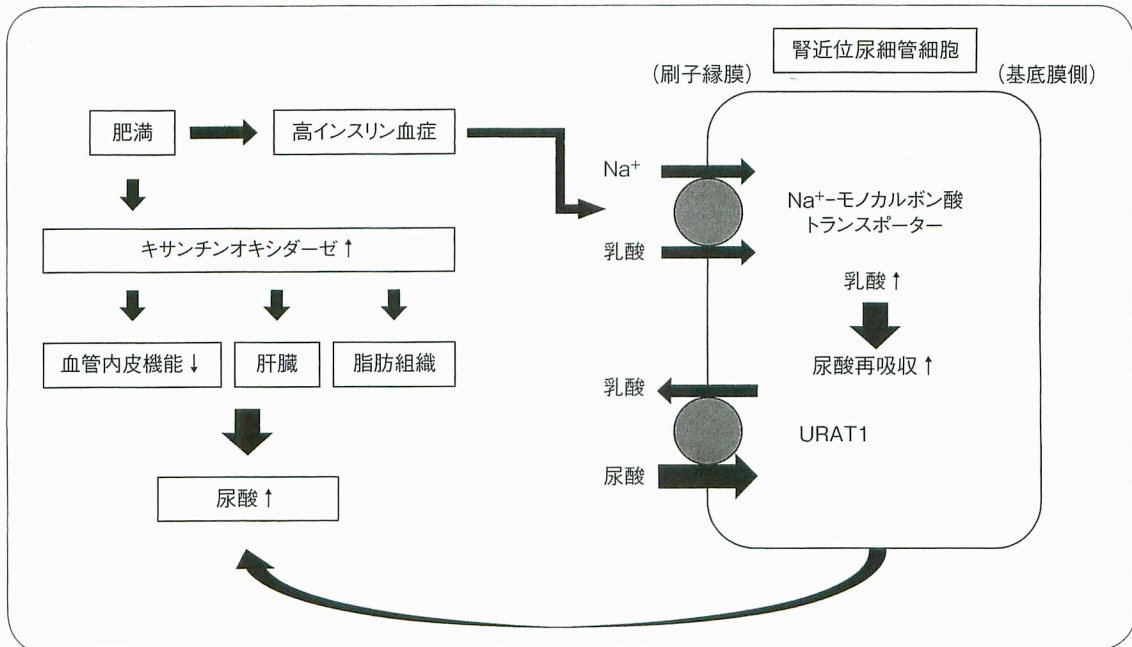 腎近位尿細管細胞
(刷子縁膜)
(基底膜側)
肥満
高インスリン血症
Na⁺
Na⁺-モノカルボン酸
トランスポーター
乳酸
キサンチンオキシダーゼ↑
乳酸↑
血管内皮機能↓
肝臓
脂肪組織
尿酸再吸収↑
乳酸
URAT1
尿酸
尿酸↑